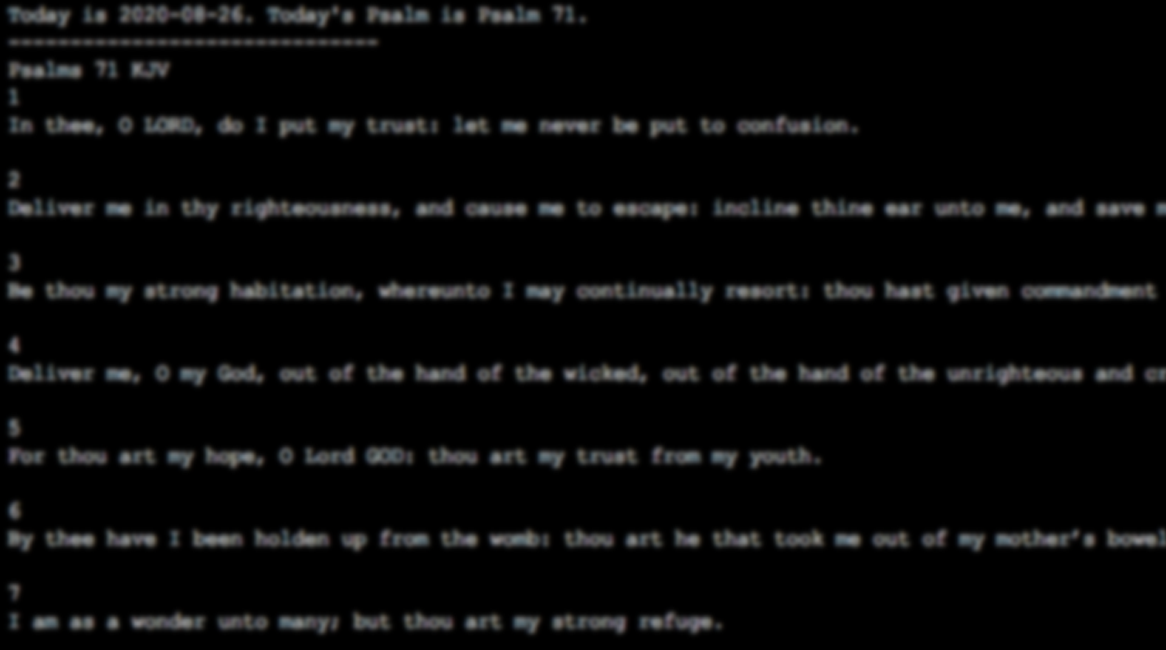 Today is 2020-08-26. Today's Psalm is Psalm 71.
------------------------------
Psalms 71 KJV
1
In thee, O LORD, do I put my trust: let me never be put to confusion.
2
Deliver me in thy righteousness, and cause me to escape: incline thine ear unto me, and save
3
Be thou my strong habitation, whereunto I may continually resort: thou hast given commandment
4
Deliver me, O my God, out of the hand of the wicked, out of the hand of the unrighteous and
5
For thou art my hope, O Lord GOD: thou art my trust from my youth.
6
By thee have I been holden up from the womb: thou art he that took me out of my mother's bowel
7
I am as a wonder unto many; but thou art my strong refuge.